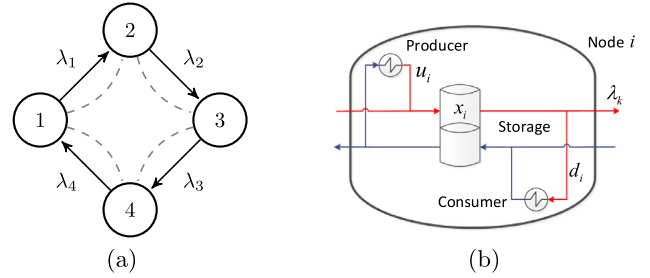 2
λ₁
λ₂
1
3
λ₄
λ₃
4
(a)
Producer
Node i
uᵢ
λₖ
xᵢ
Storage
dᵢ
Consumer
(b)